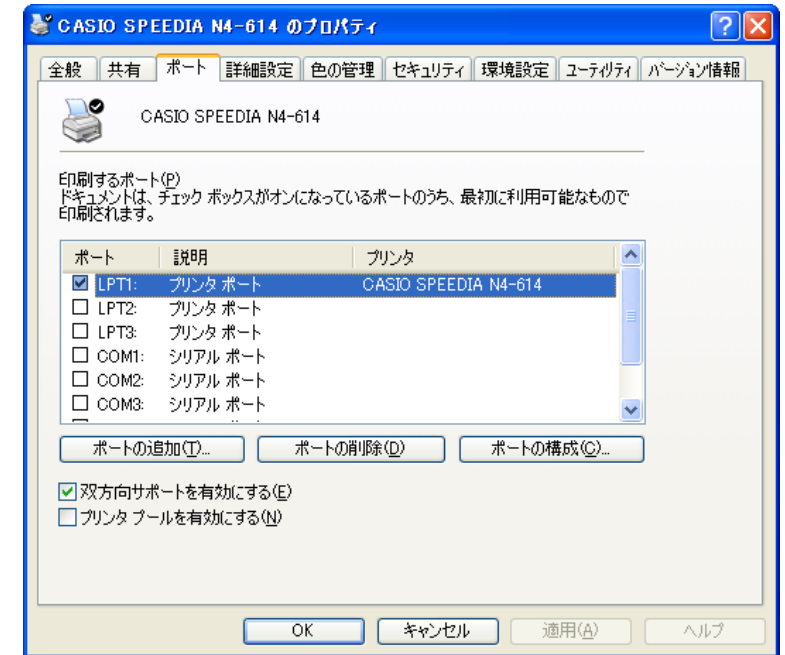 CASIO SPEEDIA N4-614 のプロパティ
全般 共有 ポート 詳細設定 色の管理 セキュリティ 環境設定 ユーティリティ バージョン情報
CASIO SPEEDIA N4-614
印刷するポート(P)
ドキュメントは、チェック ボックスがオンになっているポートのうち、最初に利用可能なもので
印刷されます。
ポート 説明 プリンタ
LPT1: プリンタ ポート CASIO SPEEDIA N4-614
LPT2: プリンタ ポート
LPT3: プリンタ ポート
COM1: シリアル ポート
COM2: シリアル ポート
COM3: シリアル ポート
ポートの追加(T)... ポートの削除(D) ポートの構成(C)...
双方向サポートを有効にする(E)
プリンタ プールを有効にする(N)
OK キャンセル 適用(A) ヘルプ